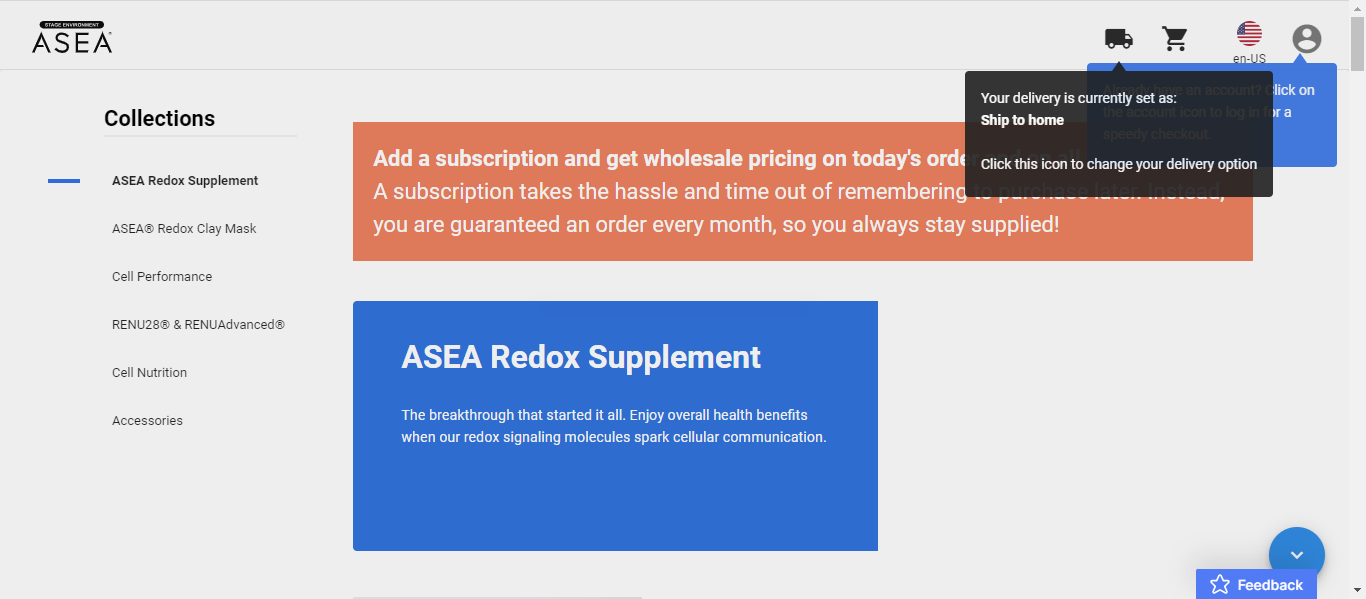 STAGE ENVIRONMENT
ASEA
en-US
Already have an account? Click on
the account icon to log in for a
speedy checkout.
Your delivery is currently set as:
Ship to home
Click this icon to change your delivery option
Collections
ASEA Redox Supplement
ASEA® Redox Clay Mask
Cell Performance
RENU28® & RENUAdvanced®
Cell Nutrition
Accessories
Add a subscription and get wholesale pricing on today's order
A subscription takes the hassle and time out of remembering to purchase later. Instead,
you are guaranteed an order every month, so you always stay supplied!
ASEA Redox Supplement
The breakthrough that started it all. Enjoy overall health benefits
when our redox signaling molecules spark cellular communication.
Feedback